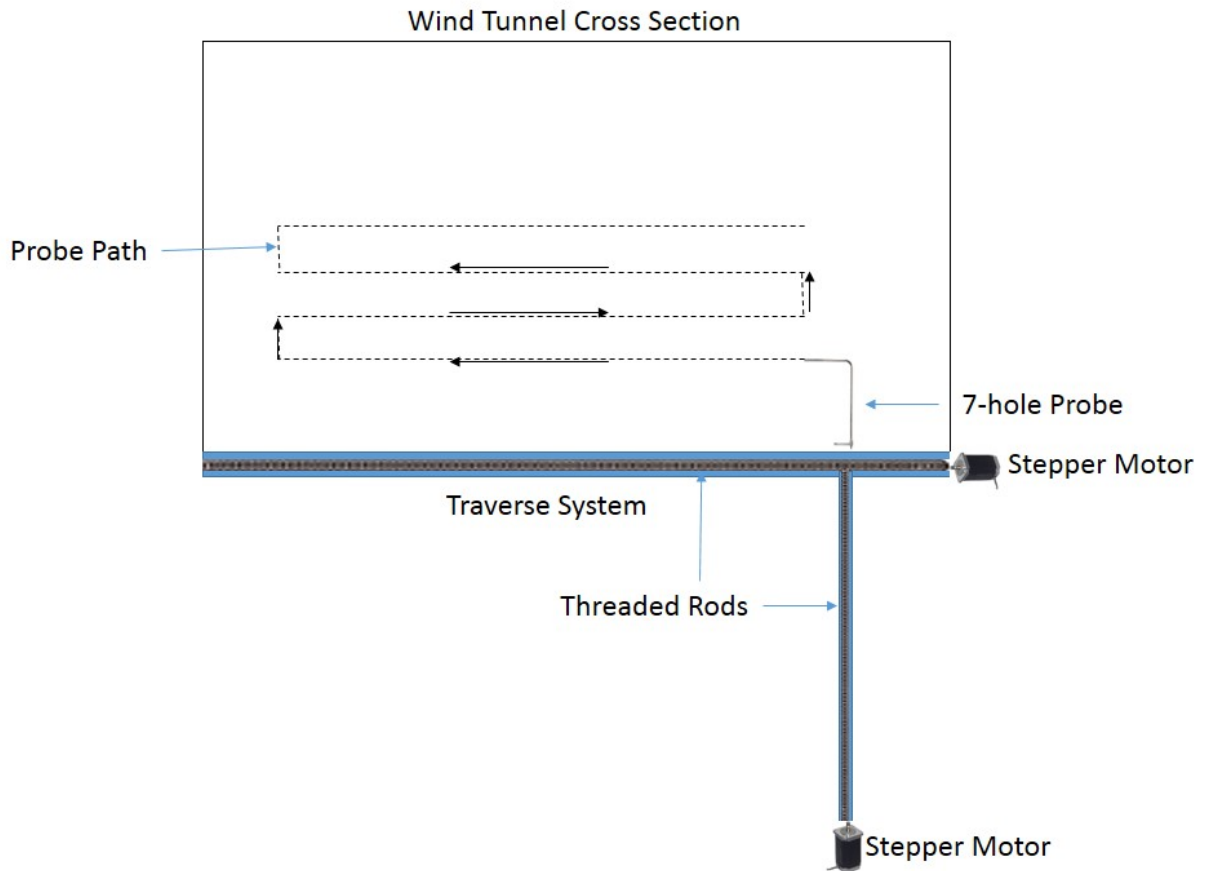 Wind Tunnel Cross Section
Probe Path
7-hole Probe
Stepper Motor
Traverse System
Threaded Rods
Stepper Motor